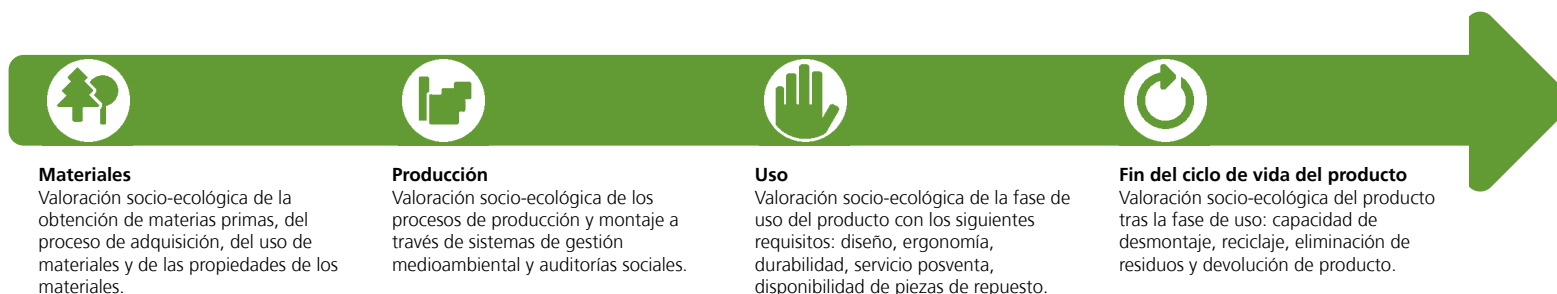 Materiales
Valoración socio-ecológica de la
obtención de materias primas, del
proceso de adquisición, del uso de
materiales y de las propiedades de los
materiales.
Producción
Valoración socio-ecológica de los
procesos de producción y montaje a
través de sistemas de gestión
medioambiental y auditorías sociales.
Uso
Valoración socio-ecológica de la fase de
uso del producto con los siguientes
requisitos: diseño, ergonomía,
durabilidad, servicio posventa,
disponibilidad de piezas de repuesto.
Fin del ciclo de vida del producto
Valoración socio-ecológica del producto
tras la fase de uso: capacidad de
desmontaje, reciclaje, eliminación de
residuos y devolución de producto.